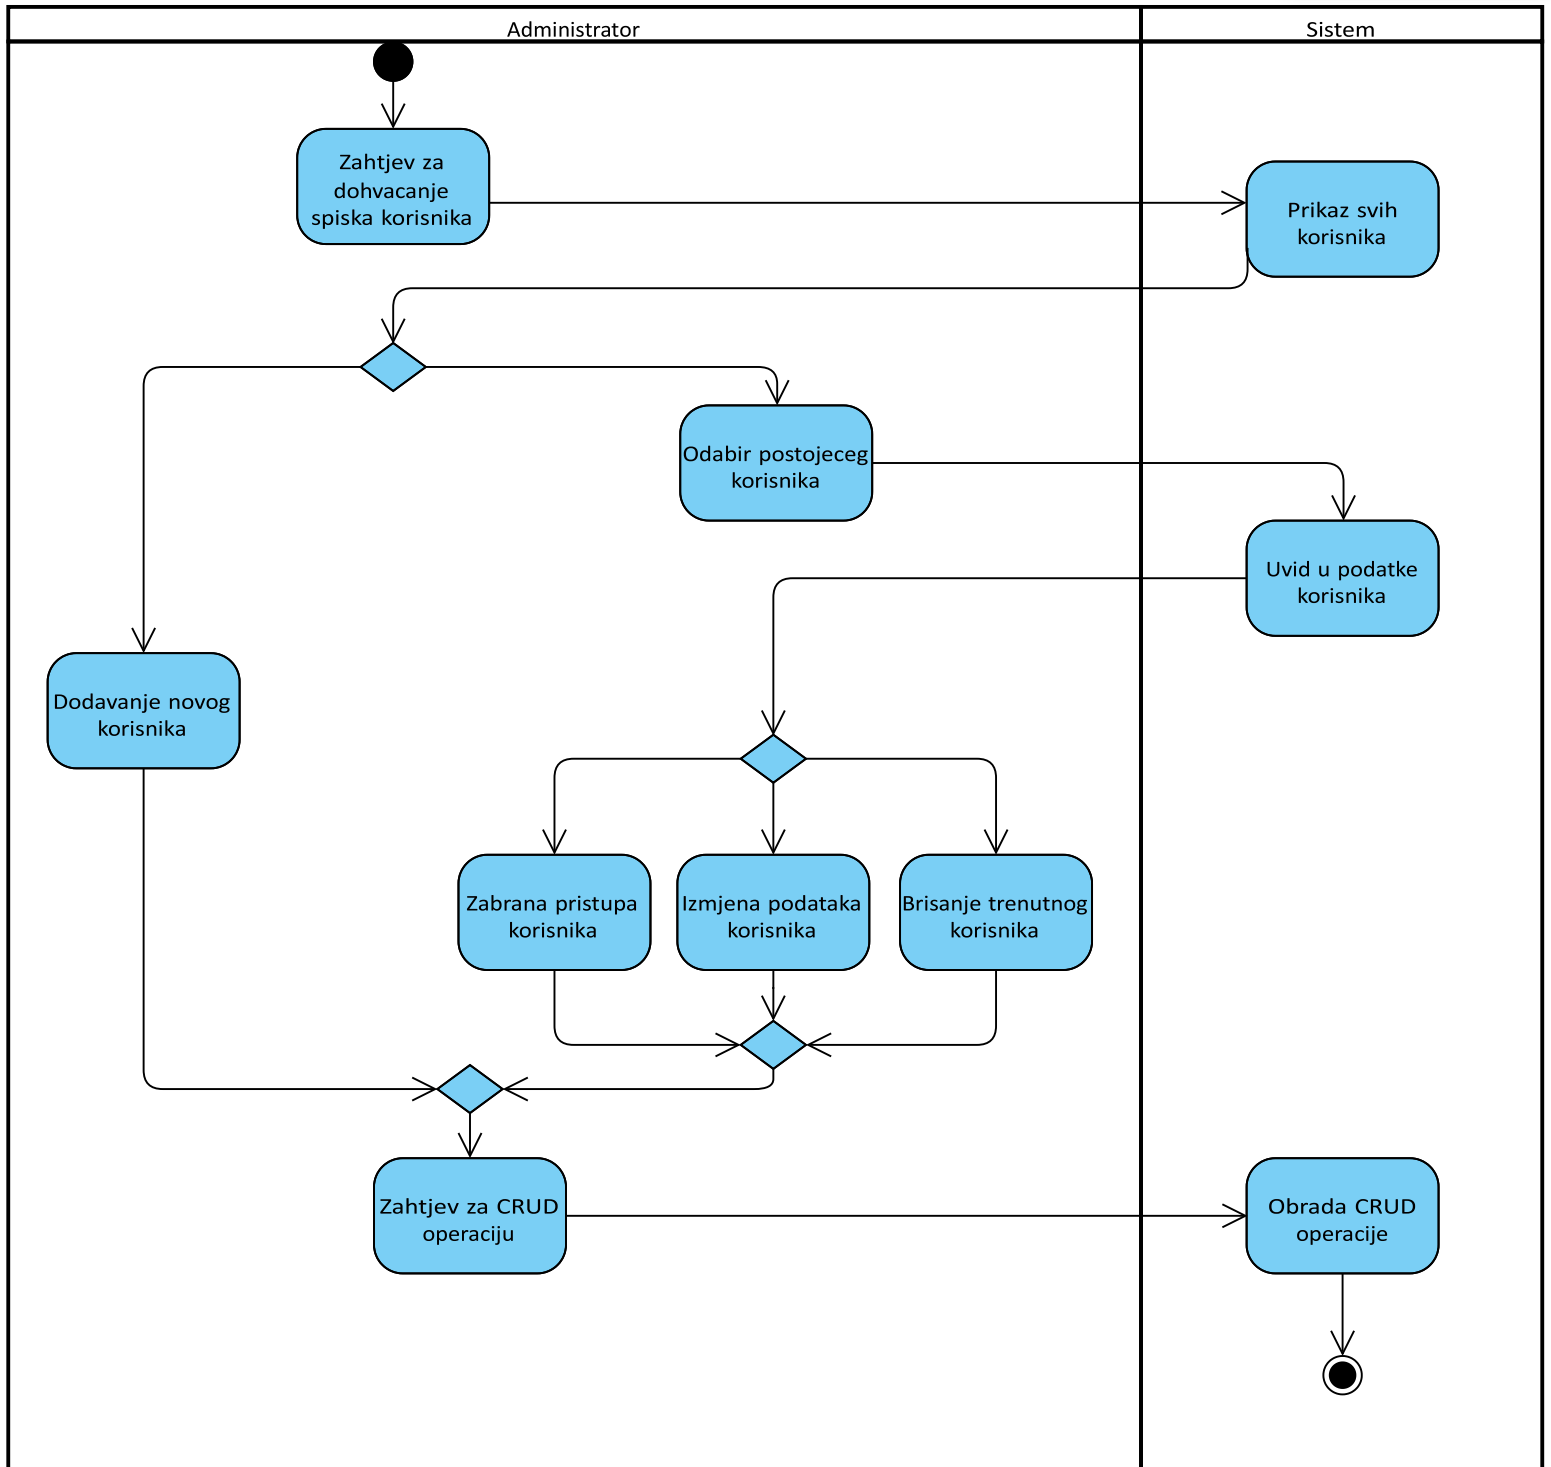 Administrator
Sistem
Zahtjev za
dohvacanje
spiska korisnika
Prikaz svih
korisnika
Odabir postojeceg
korisnika
Uvid u podatke
korisnika
Dodavanje novog
korisnika
Zabrana pristupa
korisnika
Izmjena podataka
korisnika
Brisanje trenutnog
korisnika
Zahtjev za CRUD
operaciju
Obrada CRUD
operacije